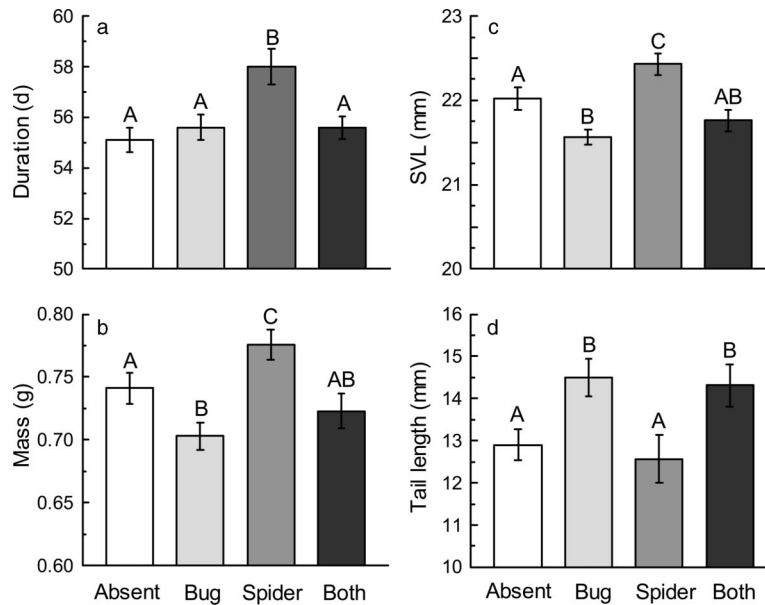 a
Duration (d)
60
58
56
54
52
50
A
A
B
A
c
SVL (mm)
23
22
21
20
A
B
C
AB
b
Mass (g)
0.80
0.75
0.70
0.65
0.60
A
B
C
AB
Absent Bug Spider Both
d
Tail length (mm)
16
15
14
13
12
11
10
A
B
A
B
Absent Bug Spider Both